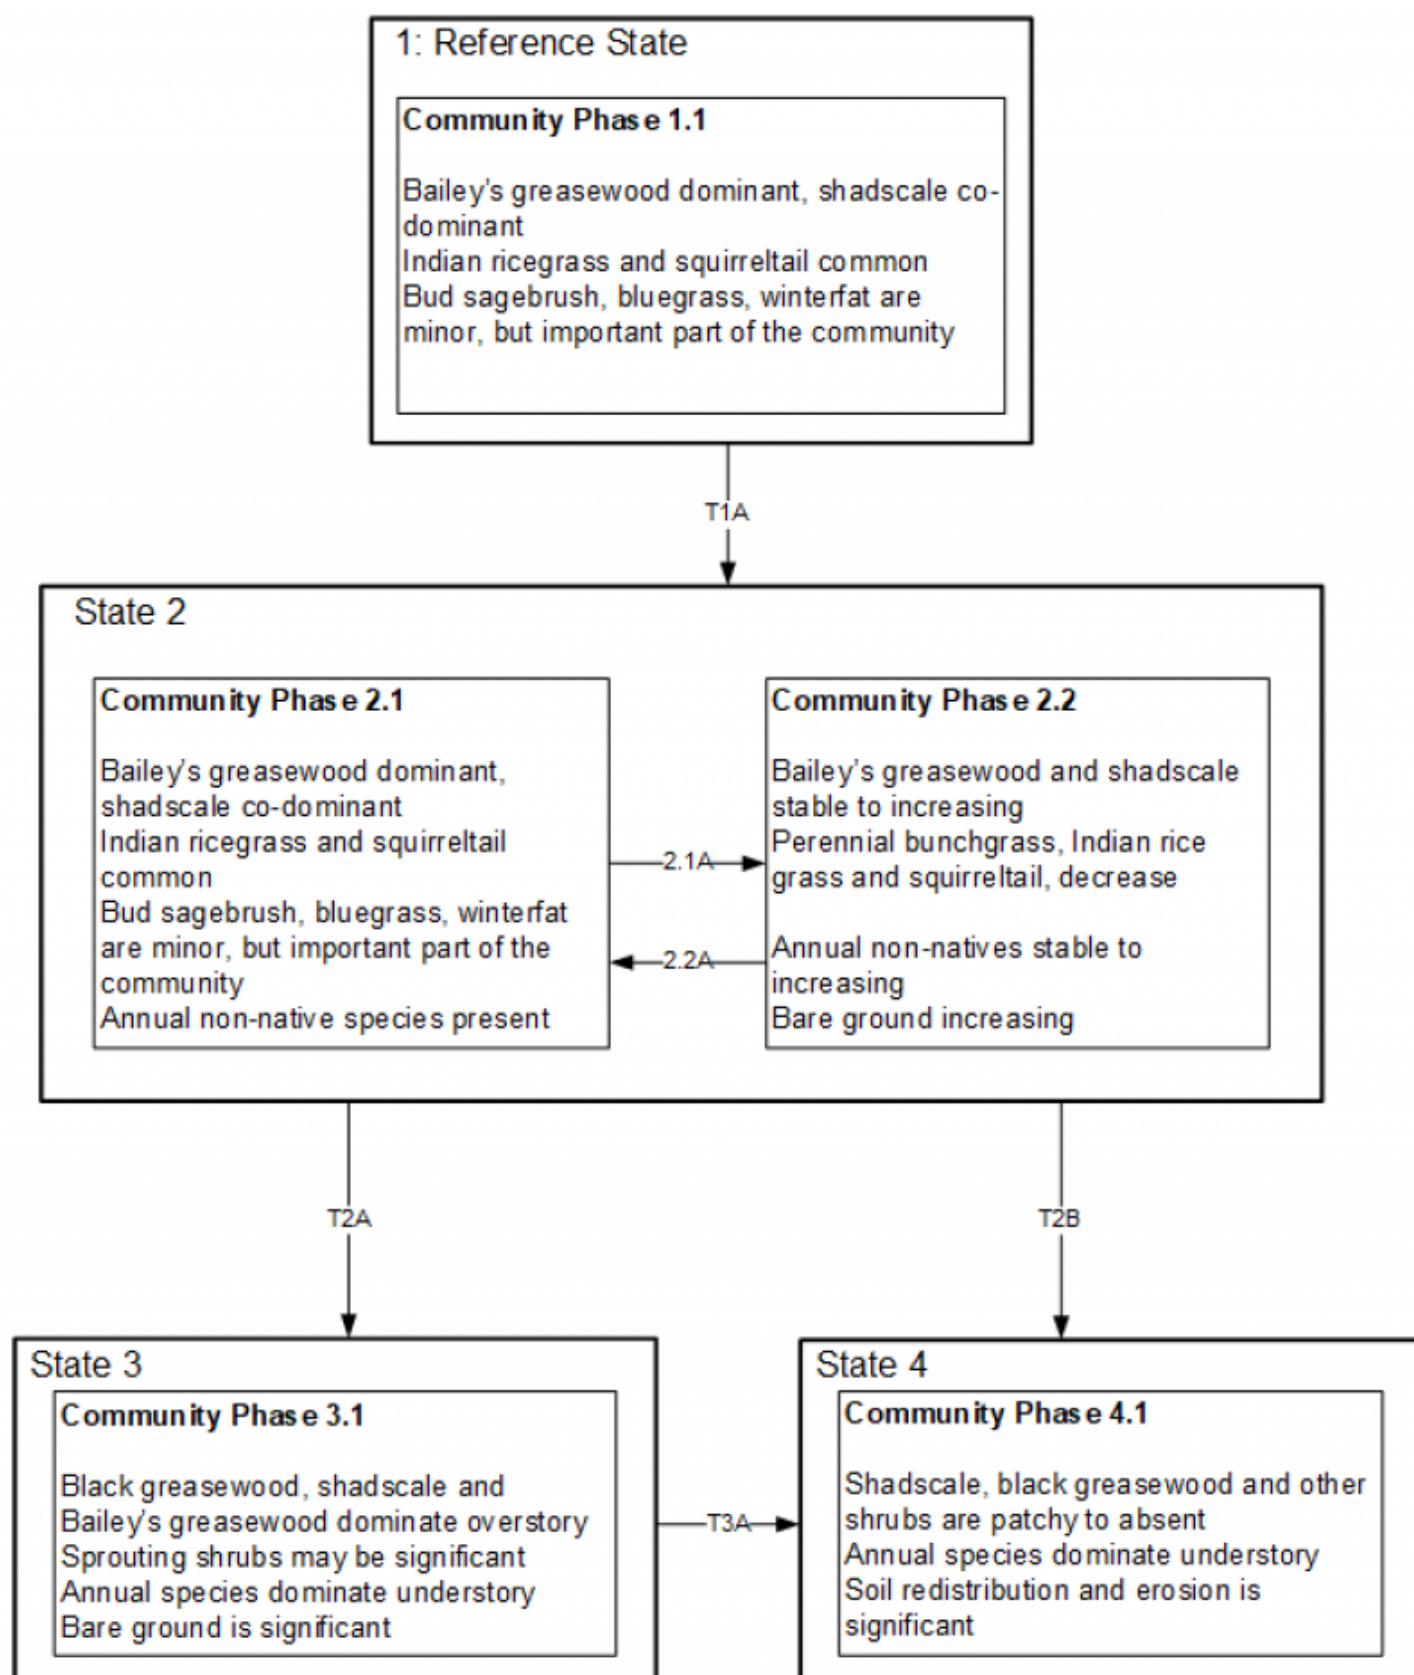 1: Reference State
Community Phase 1.1
Bailey's greasewood dominant, shadscale co-
dominant
Indian ricegrass and squirreltail common
Bud sagebrush, bluegrass, winterfat are
minor, but important part of the community
T1A
State 2
Community Phase 2.1
Bailey's greasewood dominant,
shadscale co-dominant
Indian ricegrass and squirreltail
common
Bud sagebrush, bluegrass, winterfat
are minor, but important part of the
community
Annual non-native species present
2.1A
2.2A
Community Phase 2.2
Bailey's greasewood and shadscale
stable to increasing
Perennial bunchgrass, Indian rice
grass and squirreltail, decrease
Annual non-natives stable to
increasing
Bare ground increasing
T2A
T2B
State 3
Community Phase 3.1
Black greasewood, shadscale and
Bailey's greasewood dominate overstory
Sprouting shrubs may be significant
Annual species dominate understory
Bare ground is significant
T3A
State 4
Community Phase 4.1
Shadscale, black greasewood and other
shrubs are patchy to absent
Annual species dominate understory
Soil redistribution and erosion is
significant